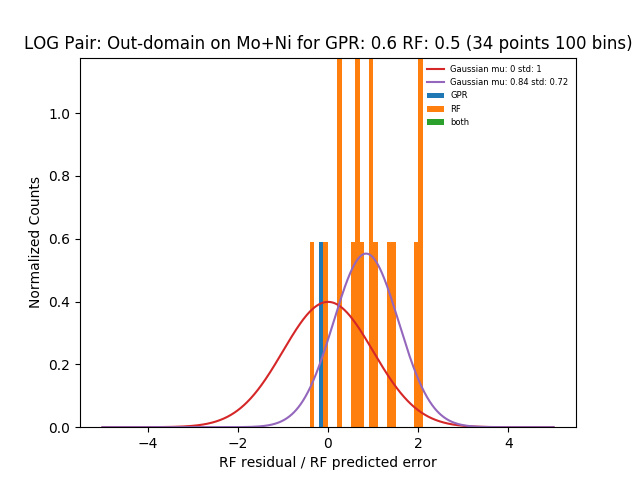 LOG Pair: Out-domain on Mo+Ni for GPR: 0.6 RF: 0.5 (34 points 100 bins)
Gaussian mu: 0 std: 1
Gaussian mu: 0.84 std: 0.72
GPR
RF
both
Normalized Counts
1.0
0.8
0.6
0.4
0.2
0.0
−4 −2 0 2 4
RF residual / RF predicted error